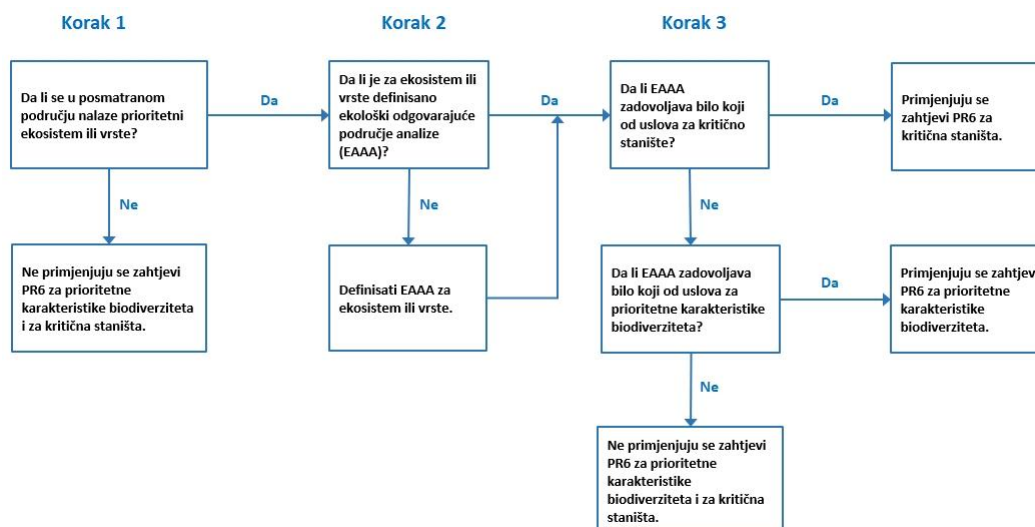 Korak 1
Korak 2
Korak 3
Da li se u posmatranom
području nalaze prioritetni
ekosistem ili vrste?
Da
Da li je za ekosistem ili
vrste definisano
ekološki odgovarajuće
područje analize
(EAAA)?
Da
Da li EAAA
zadovoljava bilo koji
od uslova za kritično
stanište?
Da
Primjenjuju se
zahtjevi PR6 za
kritična staništa.
Ne
Ne
Ne
Ne primjenjuju se zahtjevi
PR6 za prioritetne
karakteristike biodiverziteta
i za kritična staništa.
Definisati EAAA za
ekosistem ili vrste.
Da li EAAA zadovoljava
bilo koji od uslova za
prioritetne karakteristike
biodiverziteta?
Da
Primjenjuju se zahtjevi
PR6 za prioritetne
karakteristike
biodiverziteta.
Ne
Ne primjenjuju se zahtjevi
PR6 za prioritetne
karakteristike
biodiverziteta i za kritična
staništa.